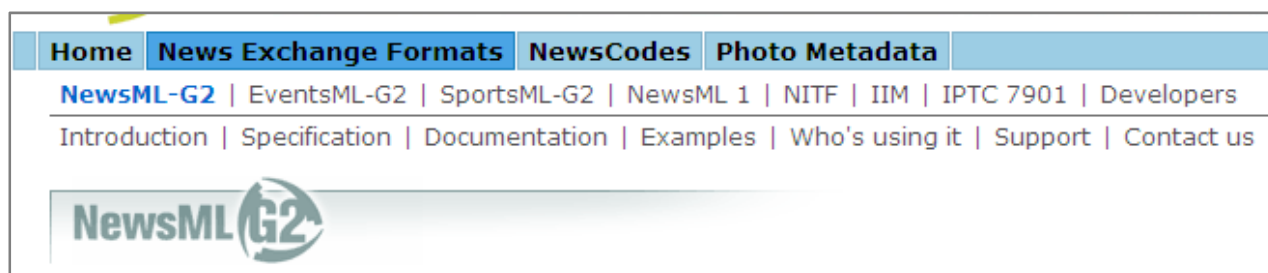 Home News Exchange Formats NewsCodes Photo Metadata
NewsML-G2 | EventsML-G2 | SportsML-G2 | NewsML 1 | NITF | IIM | IPTC 7901 | Developers
Introduction | Specification | Documentation | Examples | Who's using it | Support | Contact us
NewsML G2